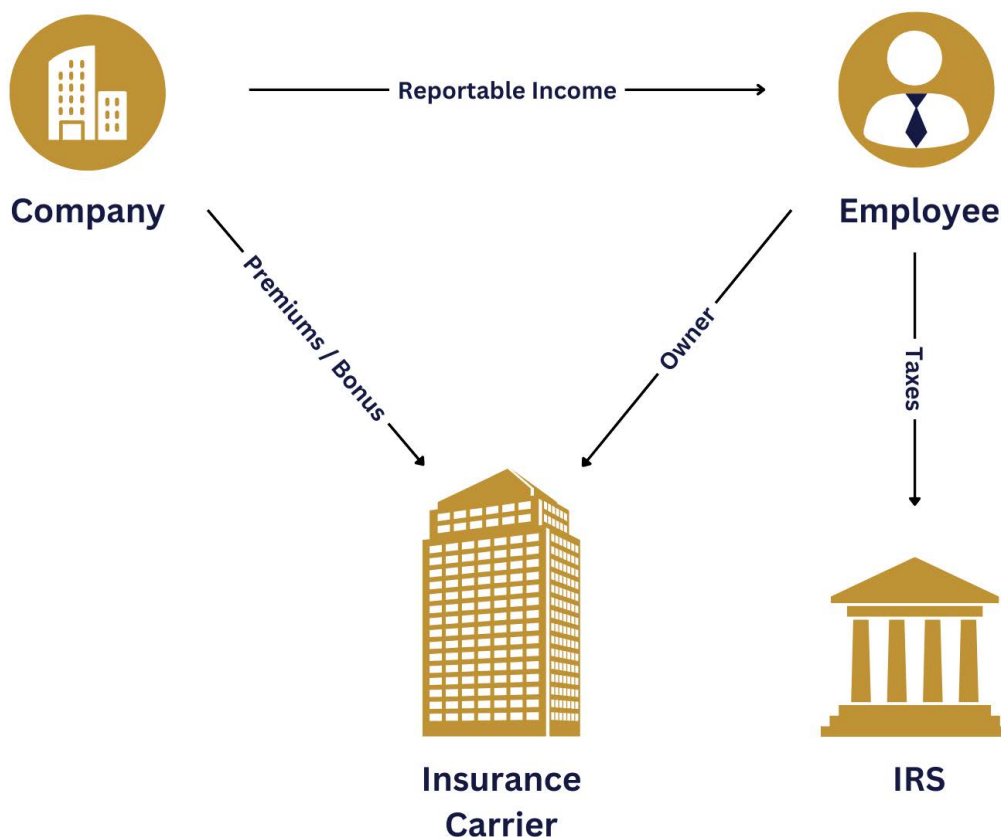 Reportable Income
Company
Employee
Premiums / Bonus
Owner
Taxes
Insurance
Carrier
IRS